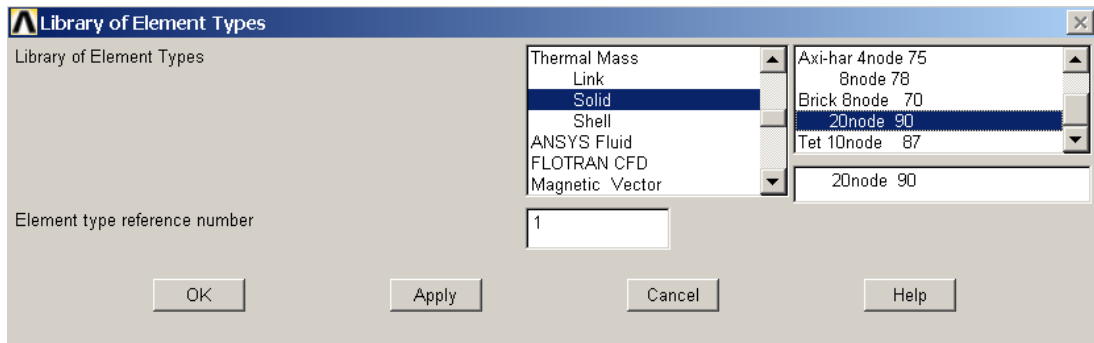 Library of Element Types
Library of Element Types
Thermal Mass
Link
Solid
Shell
ANSYS Fluid
FLOTRAN CFD
Magnetic Vector
Axi-har 4node 75
8node 78
Brick 8node 70
20node 90
Tet 10node 87
20node 90
Element type reference number
1
OK
Apply
Cancel
Help